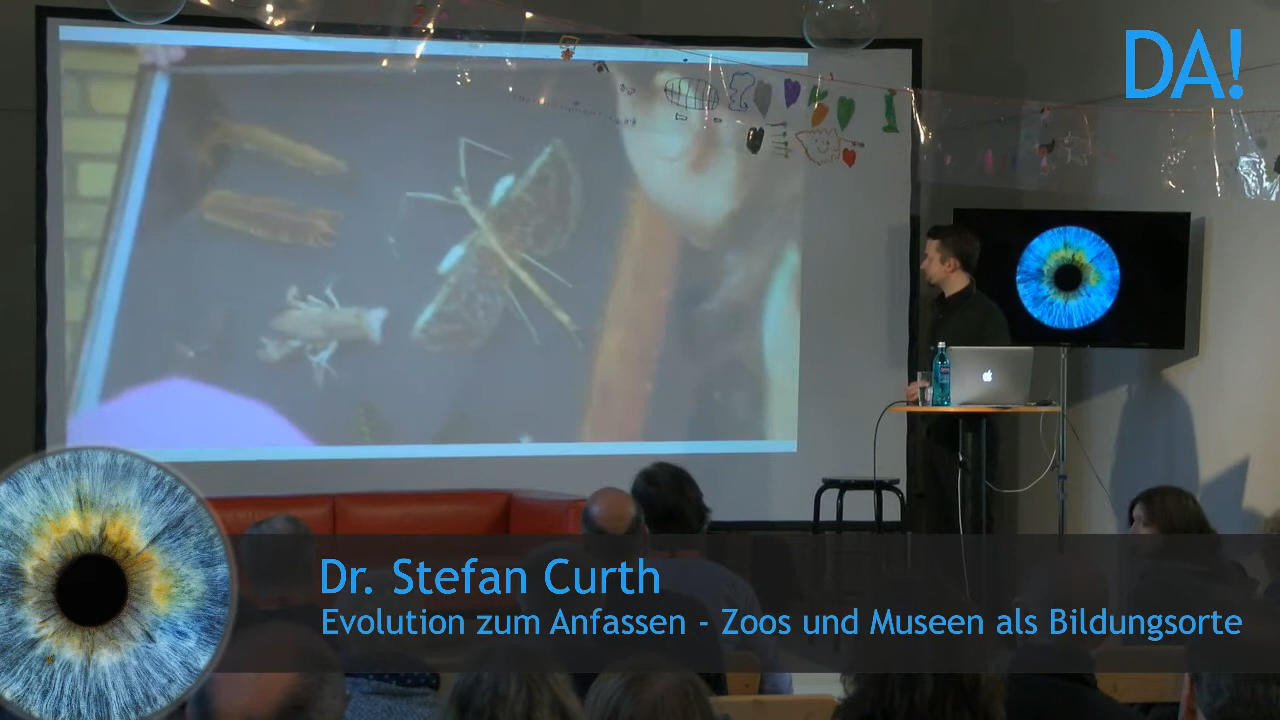 DA!
Dr. Stefan Curth
Evolution zum Anfassen - Zoos und Museen als Bildungsorte